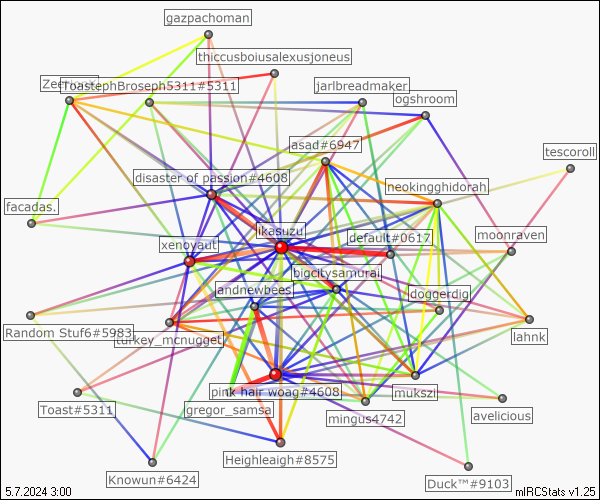 gazpachoman
thiccusboiusalexusjoneus
ToastephBroseph5311#5311
jarlbreadmaker
ogshroom
asad#6947
tescoroll
disaster of passion#4608
neokingghidorah
facadas.
ikasuzu
default#0617
moonraven
xenoyaut
bigcitysamurai
andnewbees
doggerdig
Random Stuf6#5983
turkey_mcnugget
lahnk
pink hair woag#4608
mukszi
Toast#5311
gregor_samsa
mingus4742
avelicious
Heighleaigh#8575
Knowun#6424
Duck™#9103
5.7.2024 3:00
mIRCStats v1.25